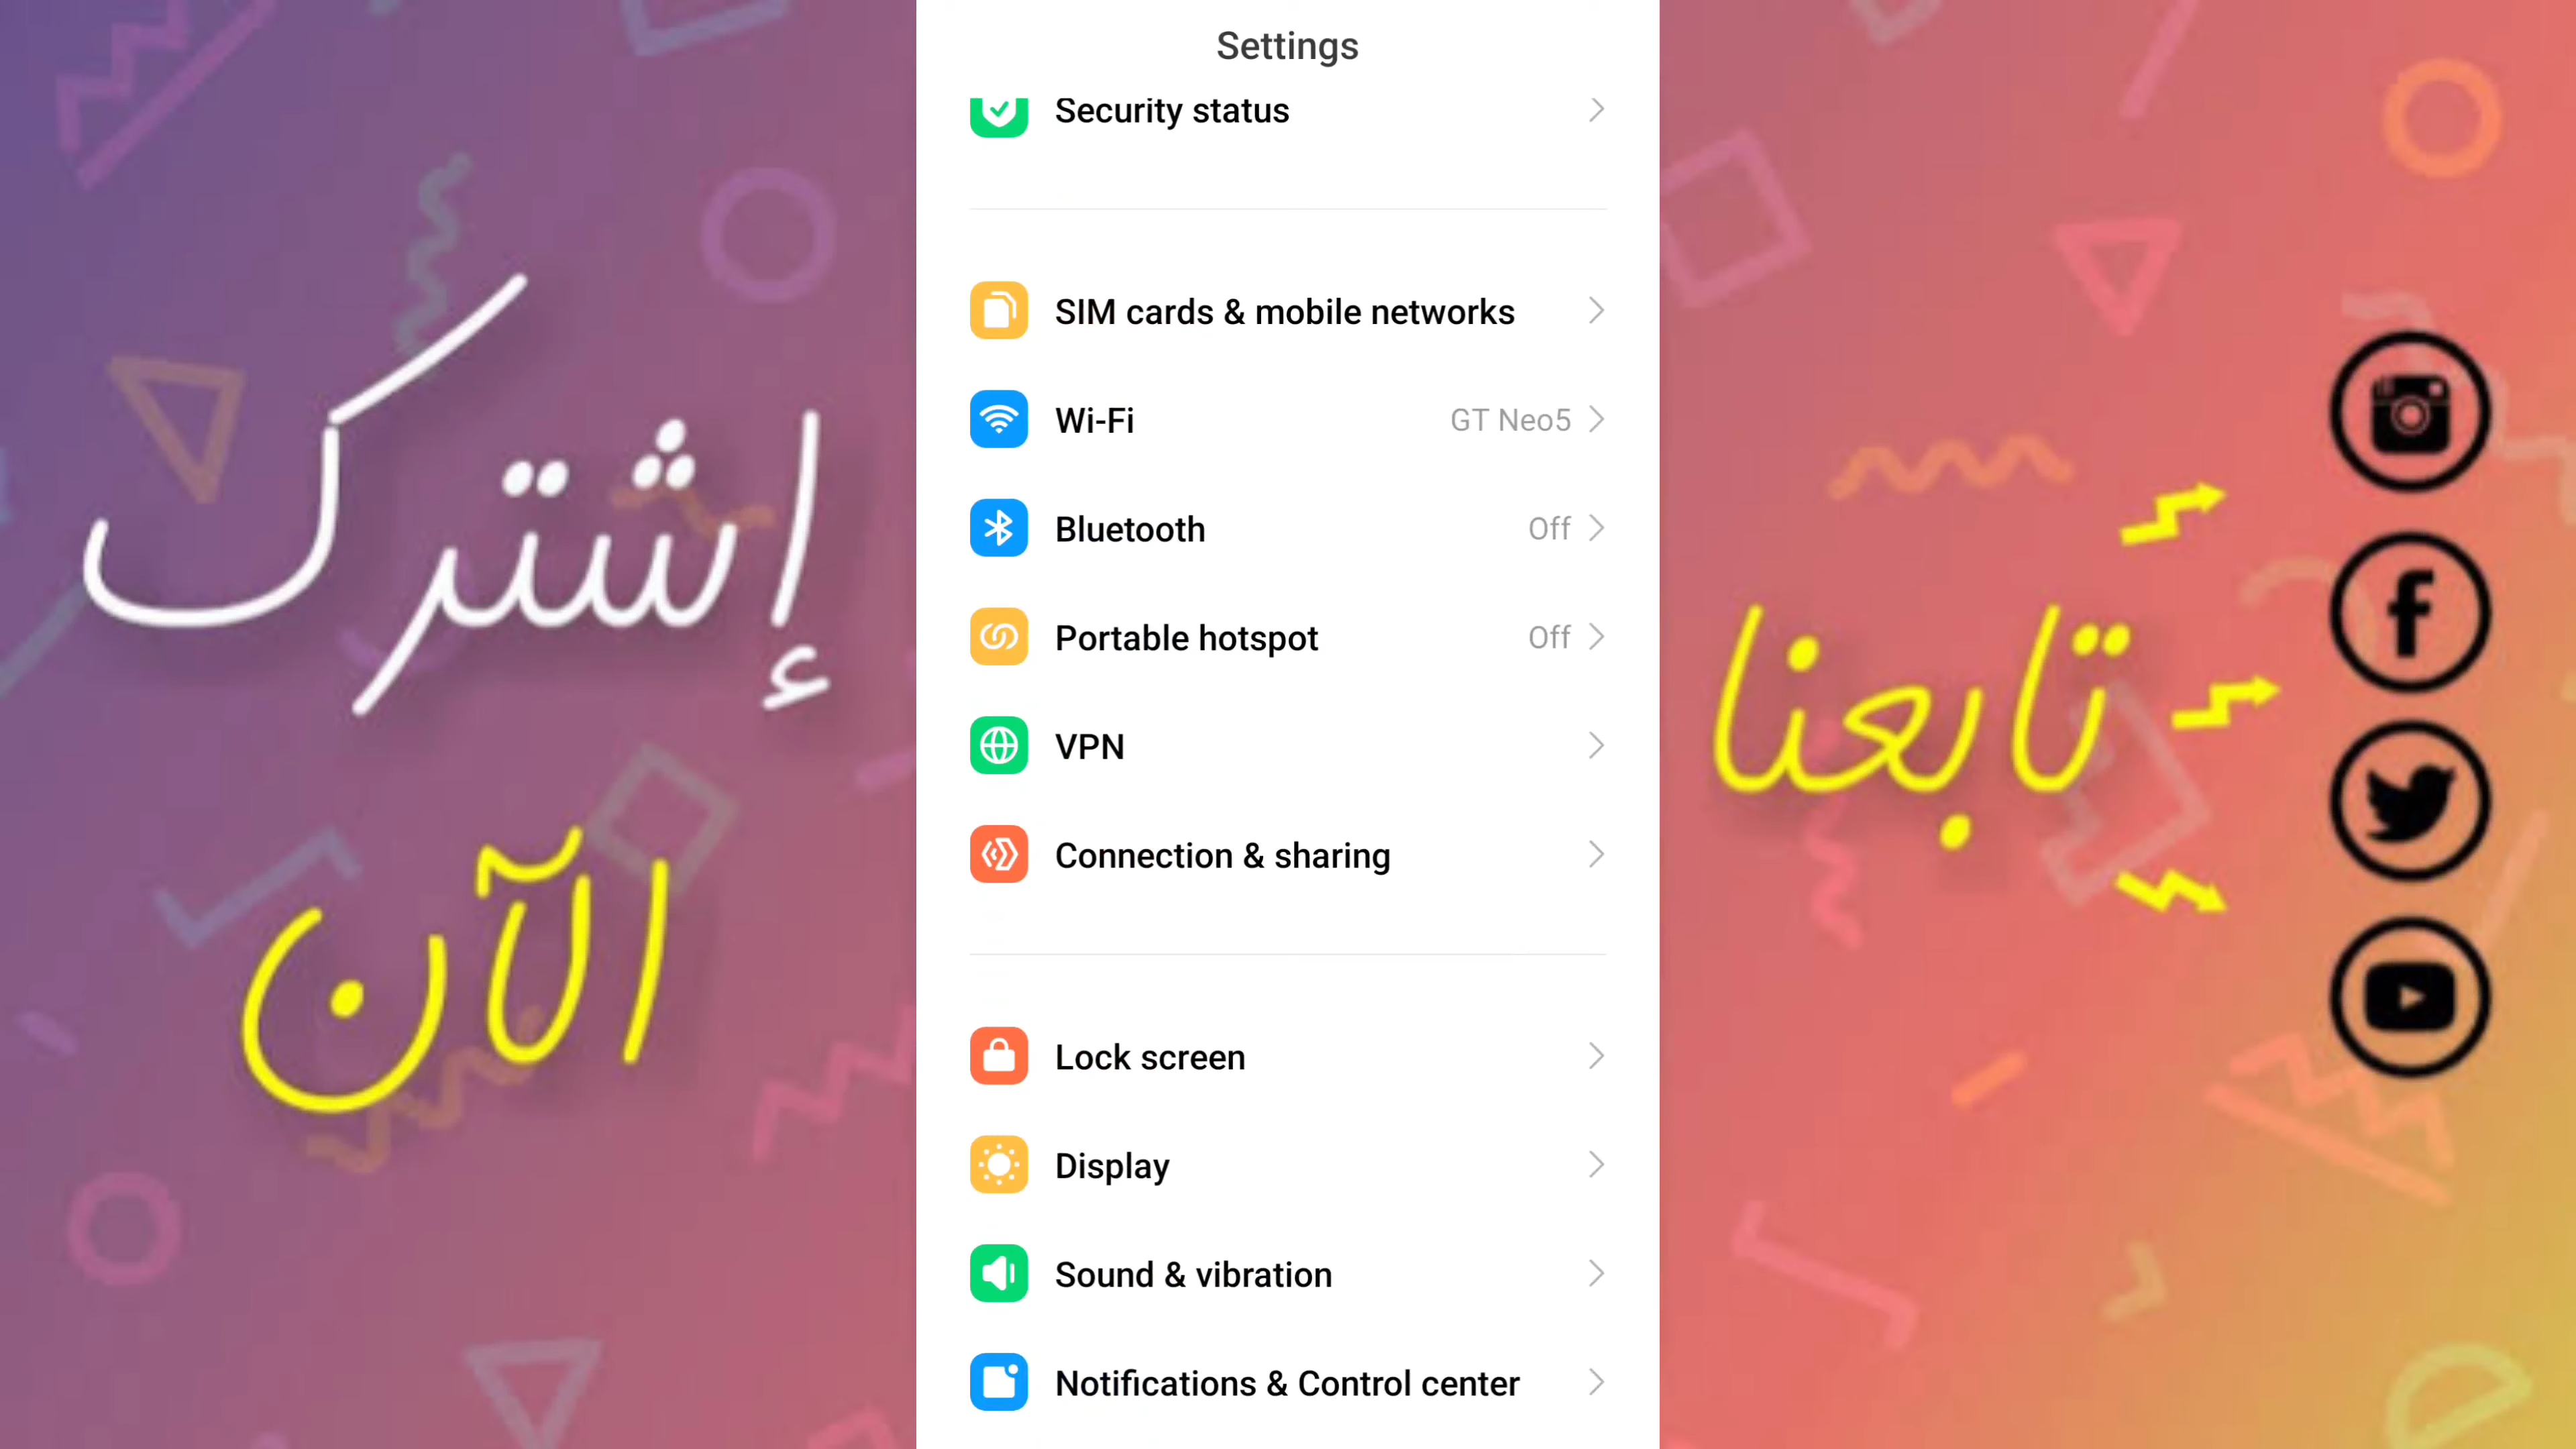 إشترك
الآن
Settings
Security status
SIM cards & mobile networks
Wi-Fi GT Neo5
Bluetooth Off
Portable hotspot Off
VPN
Connection & sharing
Lock screen
Display
Sound & vibration
Notifications & Control center
تابعنا